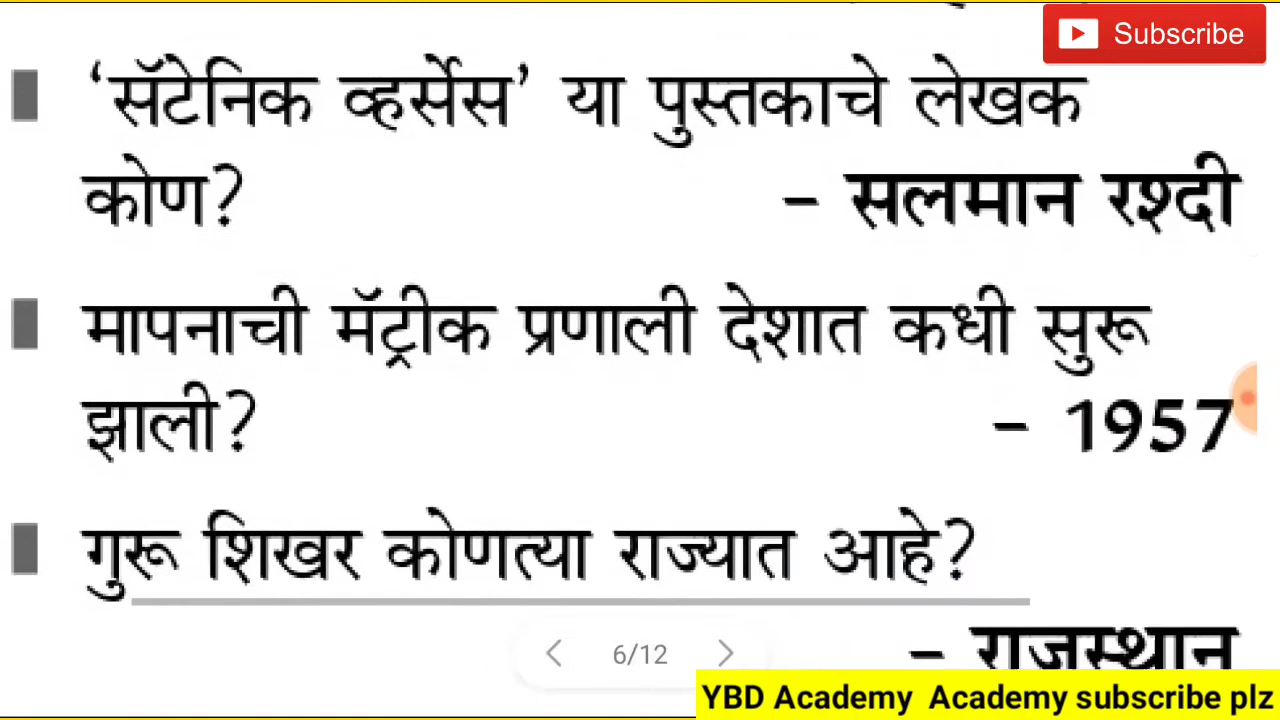 Subscribe
‘सॅटेनिक व्हर्सेस’ या पुस्तकाचे लेखक
कोण? – सलमान रश्दी
मापनाची मॅट्रीक प्रणाली देशात कधी सुरू
झाली? – 1957
गुरू शिखर कोणत्या राज्यात आहे?
– राजस्थान
6/12
YBD Academy Academy subscribe plz